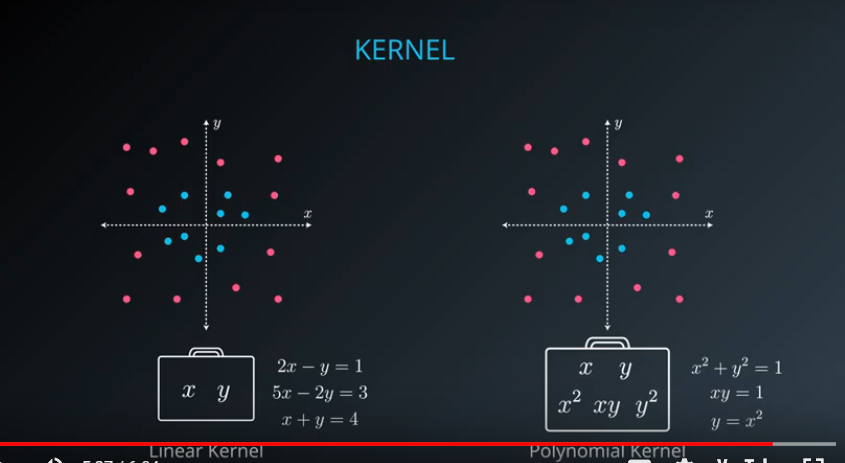 KERNEL
y
x
y
x
x y
2x − y = 1
5x − 2y = 3
x + y = 4
x y
x² xy y²
x² + y² = 1
xy = 1
y = x²
Linear Kernel
Polynomial Kernel